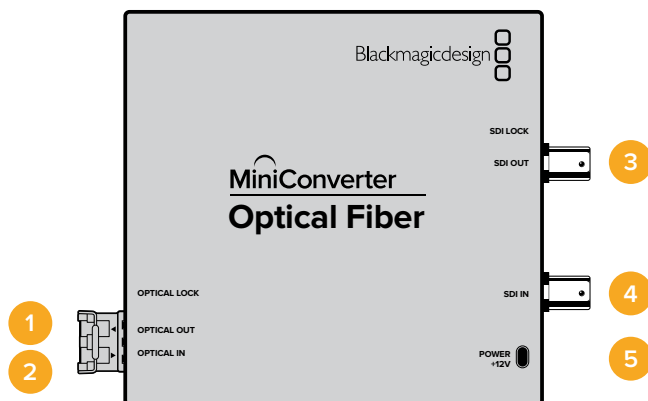 Blackmagicdesign
SDI LOCK
SDI OUT
3
MiniConverter
Optical Fiber
OPTICAL LOCK
SDI IN
4
1
OPTICAL OUT
2
OPTICAL IN
POWER
+12V
5